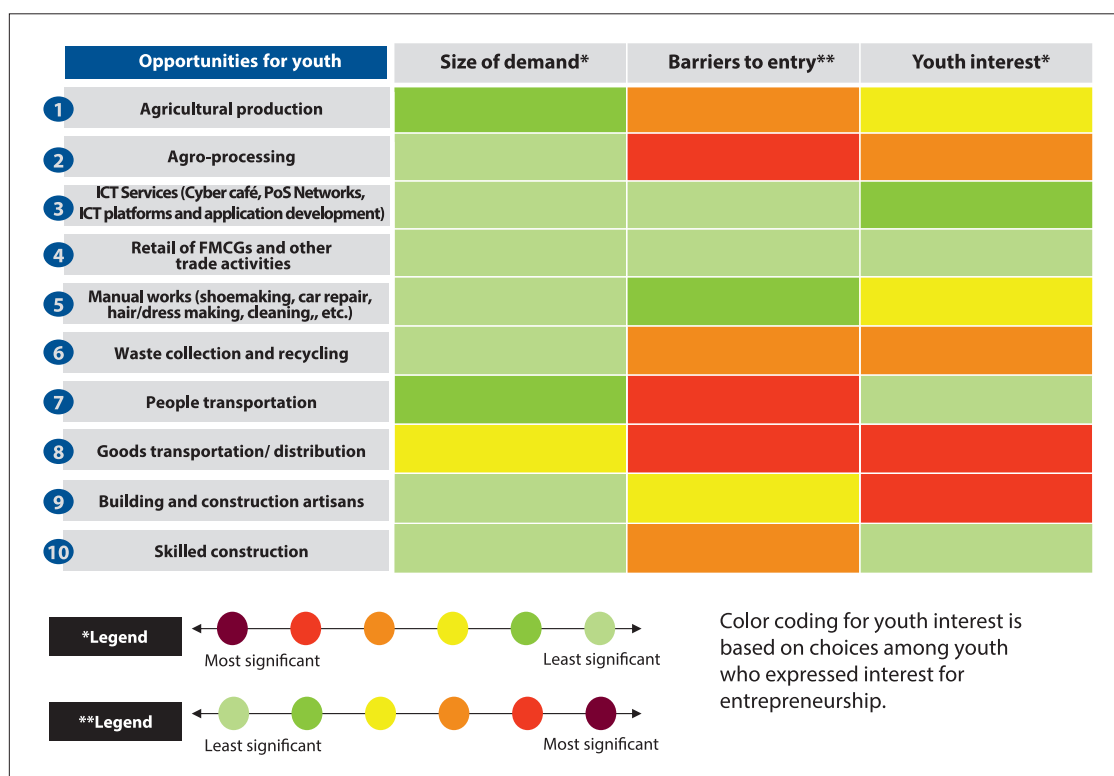 Opportunities for youth
Size of demand*
Barriers to entry**
Youth interest*
1 Agricultural production
2 Agro-processing
3 ICT Services (Cyber café, PoS Networks,
ICT platforms and application development)
4 Retail of FMCGs and other
trade activities
5 Manual works (shoemaking, car repair,
hair/dress making, cleaning,, etc.)
6 Waste collection and recycling
7 People transportation
8 Goods transportation/ distribution
9 Building and construction artisans
10 Skilled construction
*Legend
Most significant
Least significant
**Legend
Least significant
Most significant
Color coding for youth interest is
based on choices among youth
who expressed interest for
entrepreneurship.